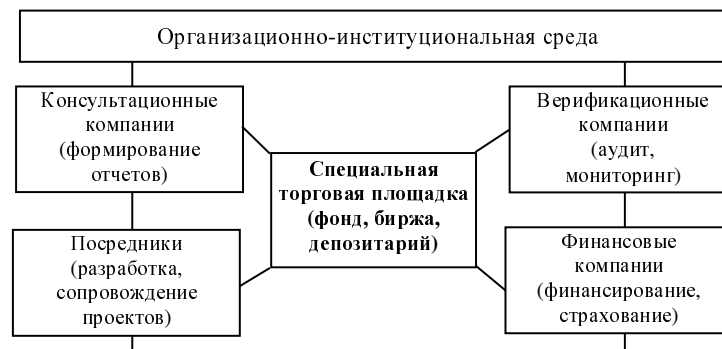 Организационно-институциональная среда
Консультационные
компании
(формирование
отчетов)
Верификационные
компании
(аудит,
мониторинг)
Специальная
торговая площадка
(фонд, биржа,
депозитарий)
Посредники
(разработка,
сопровождение
проектов)
Финансовые
компании
(финансирование,
страхование)